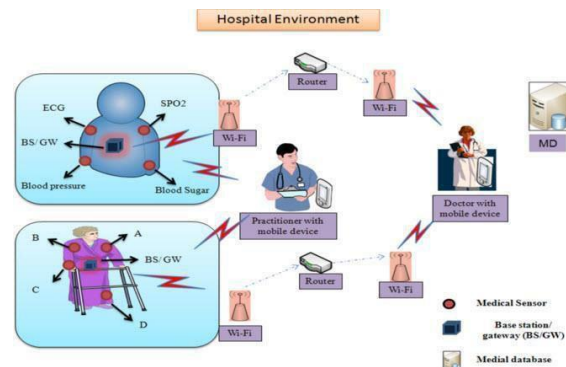 Hospital Environment
ECG
SPO2
BS/GW
Blood pressure
Blood Sugar
Wi-Fi
Router
Wi-Fi
MD
Practitioner with
mobile device
Doctor with
mobile device
B
A
BS/GW
C
D
Wi-Fi
Router
Wi-Fi
Medical Sensor
Base station/
gateway (BS/GW)
Medial database